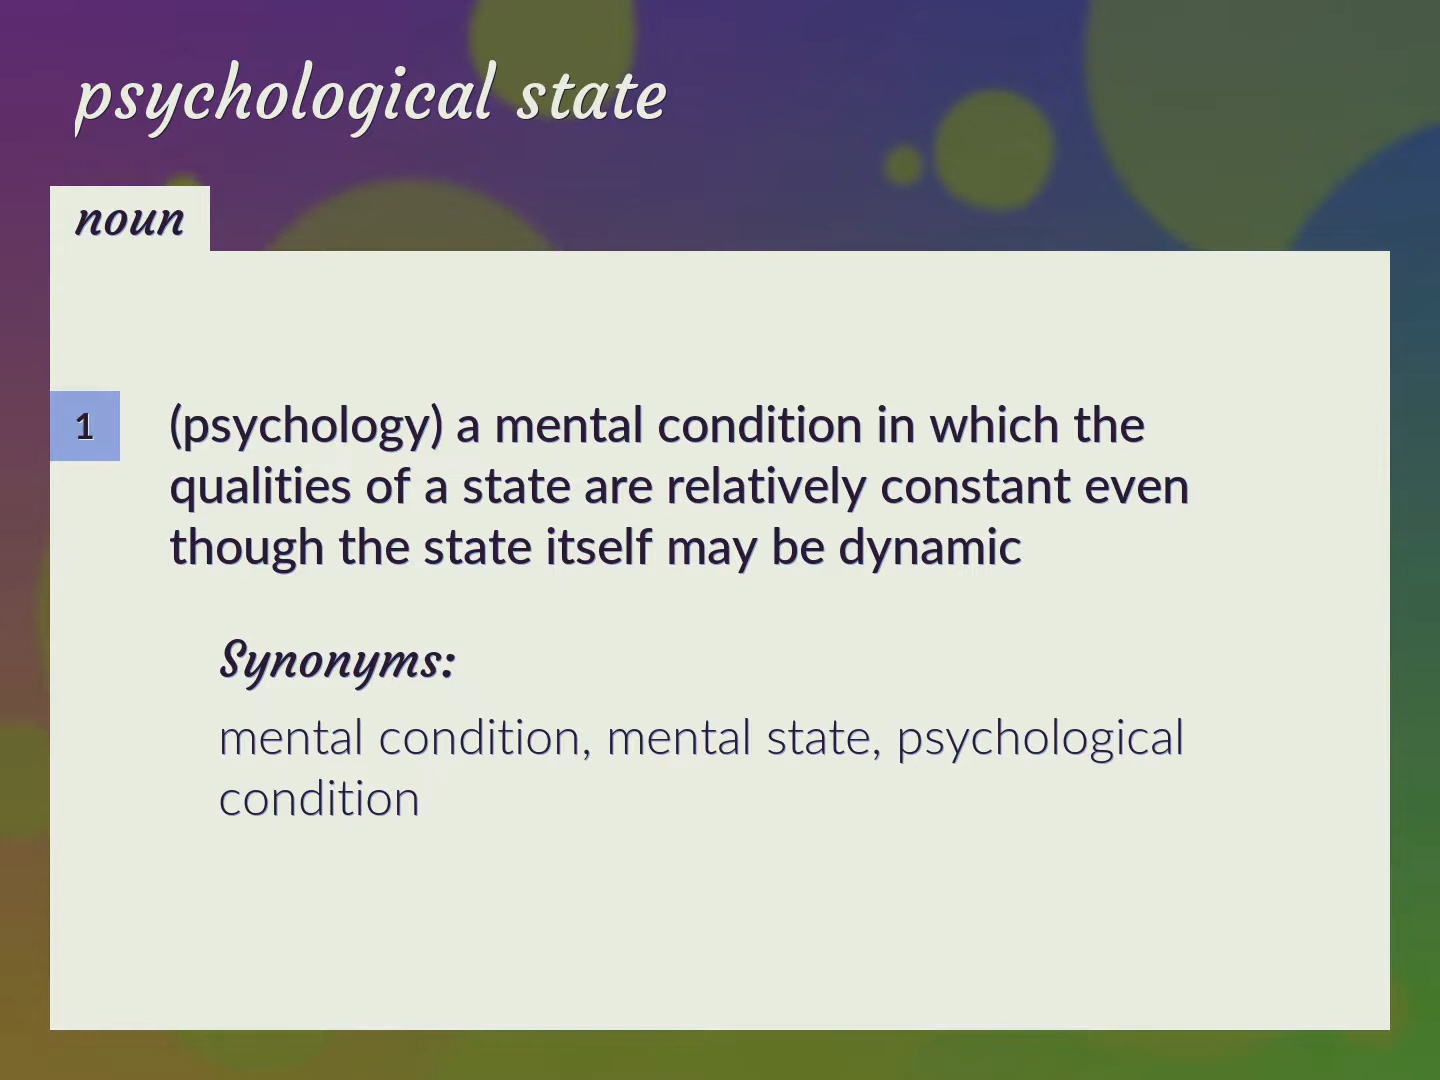 psychological state
noun
1
(psychology) a mental condition in which the
qualities of a state are relatively constant even
though the state itself may be dynamic
Synonyms:
mental condition, mental state, psychological
condition